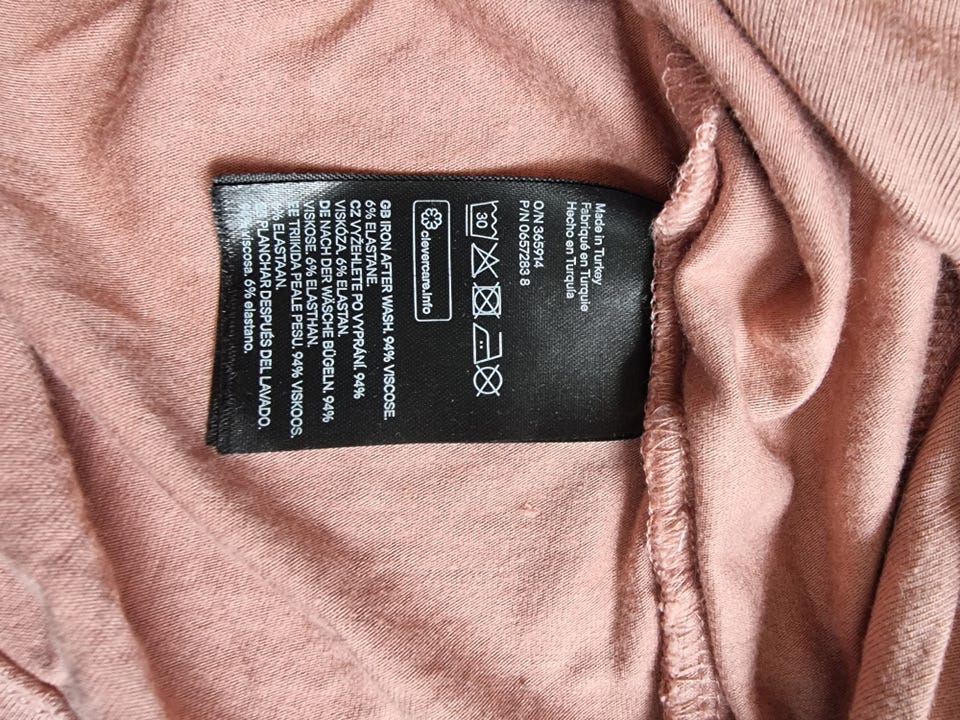 Made in Turkey
Fabriqué en Turquie
Hecho en Turquía
O/N 365914
P/N 0657283 8
30
clevercare.info
GB IRON AFTER WASH. 94% VISCOSE.
6% ELASTANE.
CZ VYŽEHLETE PO VYPRÁNÍ. 94%
VISKÓZA. 6% ELASTAN.
DE NACH DER WÄSCHE BÜGELN. 94%
VISKOSE. 6% ELASTHAN.
EE TRIIKIDA PEALE PESU. 94% VISKOOS.
6% ELASTAAN.
ES PLANCHAR DESPUÉS DEL LAVADO.
viscosa. 6% elastano.